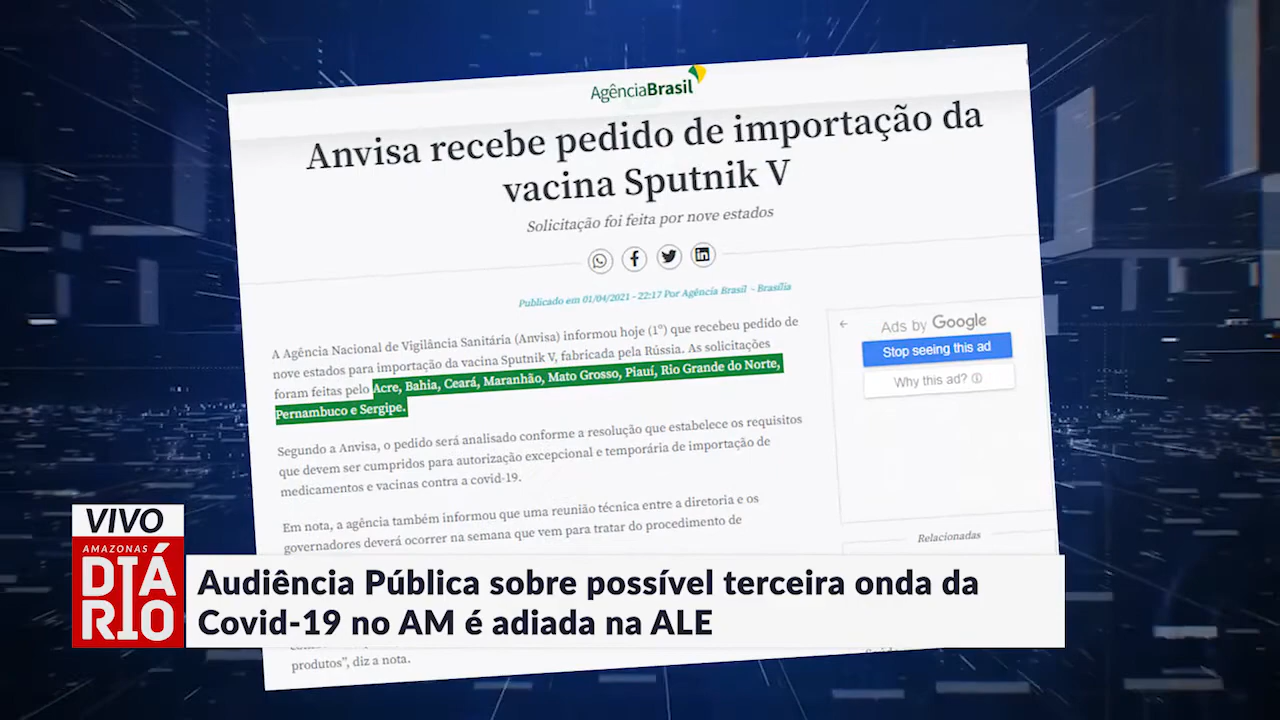 AgênciaBrasil
Anvisa recebe pedido de importação da
vacina Sputnik V
Solicitação foi feita por nove estados
Publicado em 01/04/2021 - 22:17 Por Agência Brasil - Brasília
A Agência Nacional de Vigilância Sanitária (Anvisa) informou hoje (1º) que recebeu pedido de
nove estados para importação da vacina Sputnik V, fabricada pela Rússia. As solicitações
foram feitas pelo Acre, Bahia, Ceará, Maranhão, Mato Grosso, Piauí, Rio Grande do Norte,
Pernambuco e Sergipe.
Segundo a Anvisa, o pedido será analisado conforme a resolução que estabelece os requisitos
que devem ser cumpridos para autorização excepcional e temporária de importação de
medicamentos e vacinas contra a covid-19.
Em nota, a agência também informou que uma reunião técnica entre a diretoria e os
governadores deverá ocorrer na semana que vem para tratar do procedimento de
produtos”, diz a nota.
Ads by Google
Stop seeing this ad
Why this ad?
Relacionadas
VIVO
AMAZONAS
DIÁ
RIO
Audiência Pública sobre possível terceira onda da
Covid-19 no AM é adiada na ALE